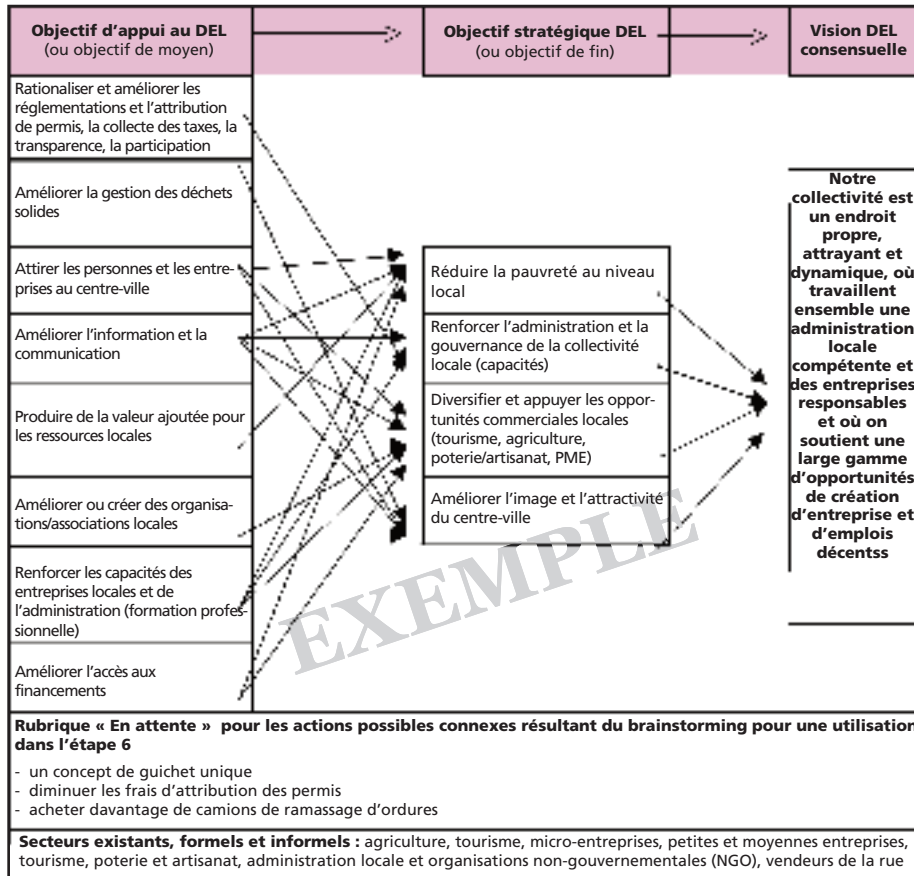 Objectif d'appui au DEL
(ou objectif de moyen)
Objectif stratégique DEL
(ou objectif de fin)
Vision DEL
consensuelle
Rationaliser et améliorer les
réglementations et l'attribution
de permis, la collecte des taxes, la
transparence, la participation
Améliorer la gestion des déchets
solides
Attirer les personnes et les entre-
prises au centre-ville
Améliorer l'information et la
communication
Produire de la valeur ajoutée pour
les ressources locales
Améliorer ou créer des organisa-
tions/associations locales
Renforcer les capacités des
entreprises locales et de
l'administration (formation profes-
sionnelle)
Améliorer l'accès aux
financements
Réduire la pauvreté au niveau
local
Renforcer l'administration et la
gouvernance de la collectivité
locale (capacités)
Diversifier et appuyer les oppor-
tunités commerciales locales
(tourisme, agriculture,
poterie/artisanat, PME)
Améliorer l'image et l'attractivité
du centre-ville
Notre
collectivité est
un endroit
propre,
attrayant et
dynamique, où
travaillent
ensemble une
administration
locale
compétente et
des entreprises
responsables
et où on
soutient une
large gamme
d'opportunités
de création
d'entreprise et
d'emplois
décentss
EXEMPLE
Rubrique « En attente » pour les actions possibles connexes résultant du brainstorming pour une utilisation
dans l'étape 6
- un concept de guichet unique
- diminuer les frais d'attribution des permis
- acheter davantage de camions de ramassage d'ordures
Secteurs existants, formels et informels : agriculture, tourisme, micro-entreprises, petites et moyennes entreprises,
tourisme, poterie et artisanat, administration locale et organisations non-gouvernementales (NGO), vendeurs de la rue